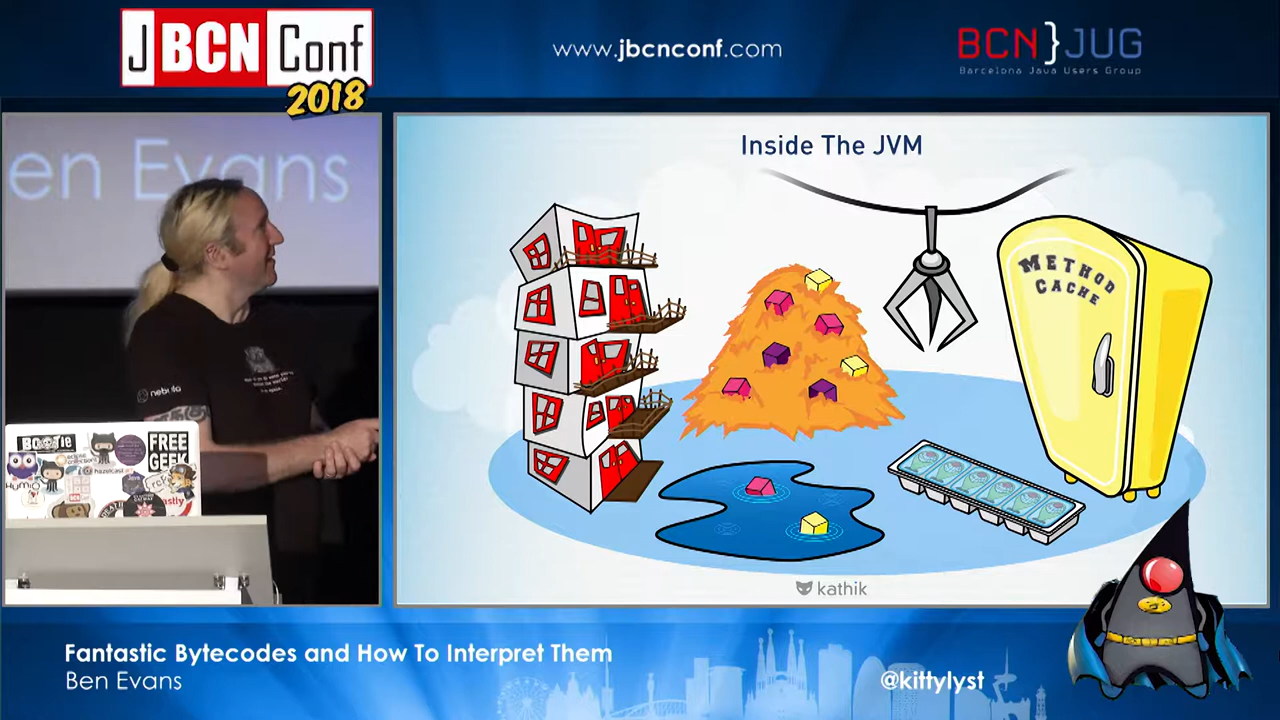 J BCN Conf
2018
www.jbcnconf.com
BCN}JUG
Barcelona Java Users Group
en Evans
Inside The JVM
METHOD
CACHE
FREE
GEEK
kathik
Fantastic Bytecodes and How To Interpret Them
Ben Evans
@kittylyst